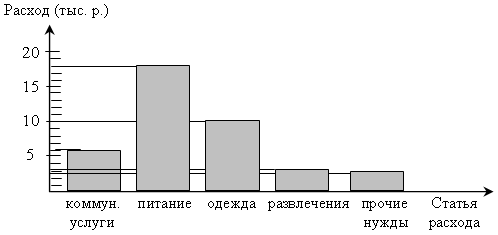 Расход (тыс. р.)
20
15
10
5
коммун. питание одежда развлечения прочие Статья
услуги нужды расхода